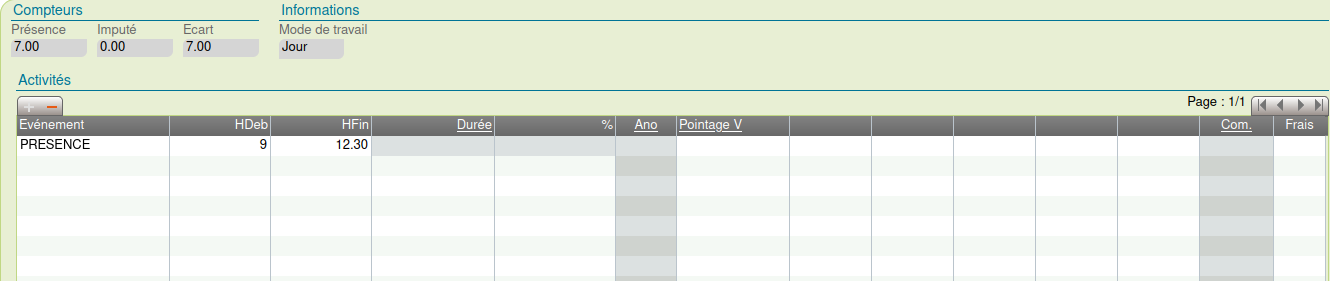 Compteurs Informations
Présence Imputé Ecart Mode de travail
7.00 0.00 7.00 Jour
Activités
Page : 1/1
Evénement HDeb HFin Durée % Ano Pointage V Com. Frais
PRESENCE 9 12.30